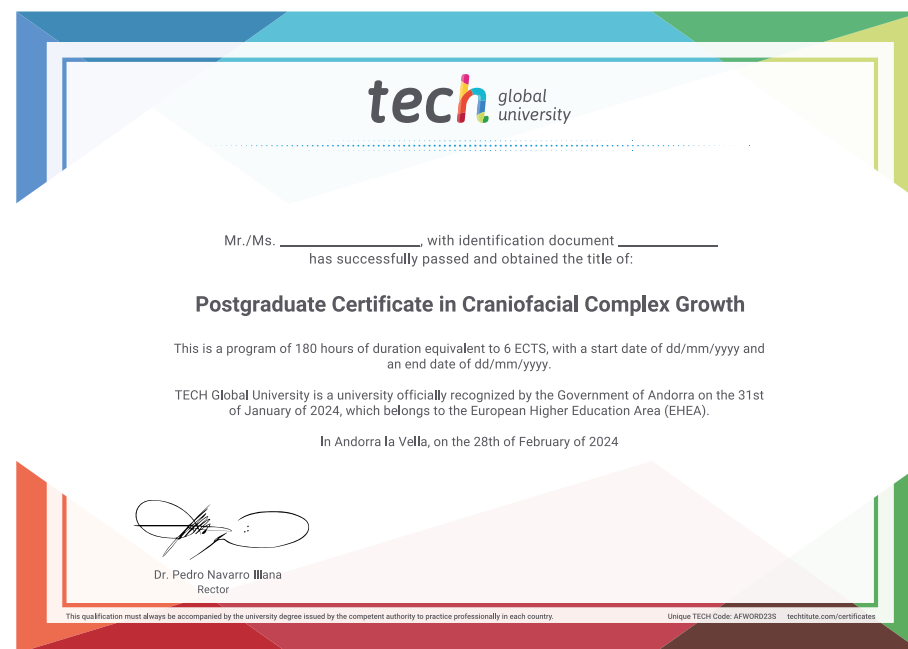 tech global
university
Mr./Ms. ____________, with identification document ____________
has successfully passed and obtained the title of:
Postgraduate Certificate in Craniofacial Complex Growth
This is a program of 180 hours of duration equivalent to 6 ECTS, with a start date of dd/mm/yyyy and
an end date of dd/mm/yyyy.
TECH Global University is a university officially recognized by the Government of Andorra on the 31st
of January of 2024, which belongs to the European Higher Education Area (EHEA).
In Andorra la Vella, on the 28th of February of 2024
Dr. Pedro Navarro Illana
Rector
This qualification must always be accompanied by the university degree issued by the competent authority to practice professionally in each country.
Unique TECH Code: AFWORD23S techtitute.com/certificates